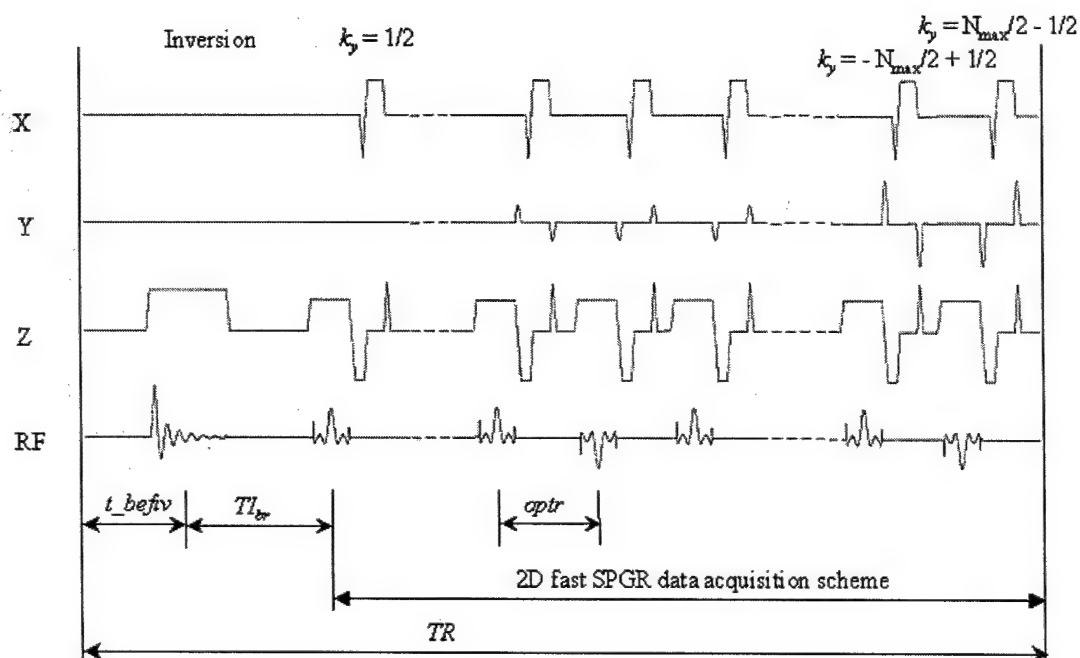 Inversion
k_y = 1/2
k_y = N_max/2 - 1/2
k_y = - N_max/2 + 1/2
X
Y
Z
RF
t_befiv
TI_br
optr
2D fast SPGR data acquisition scheme
TR